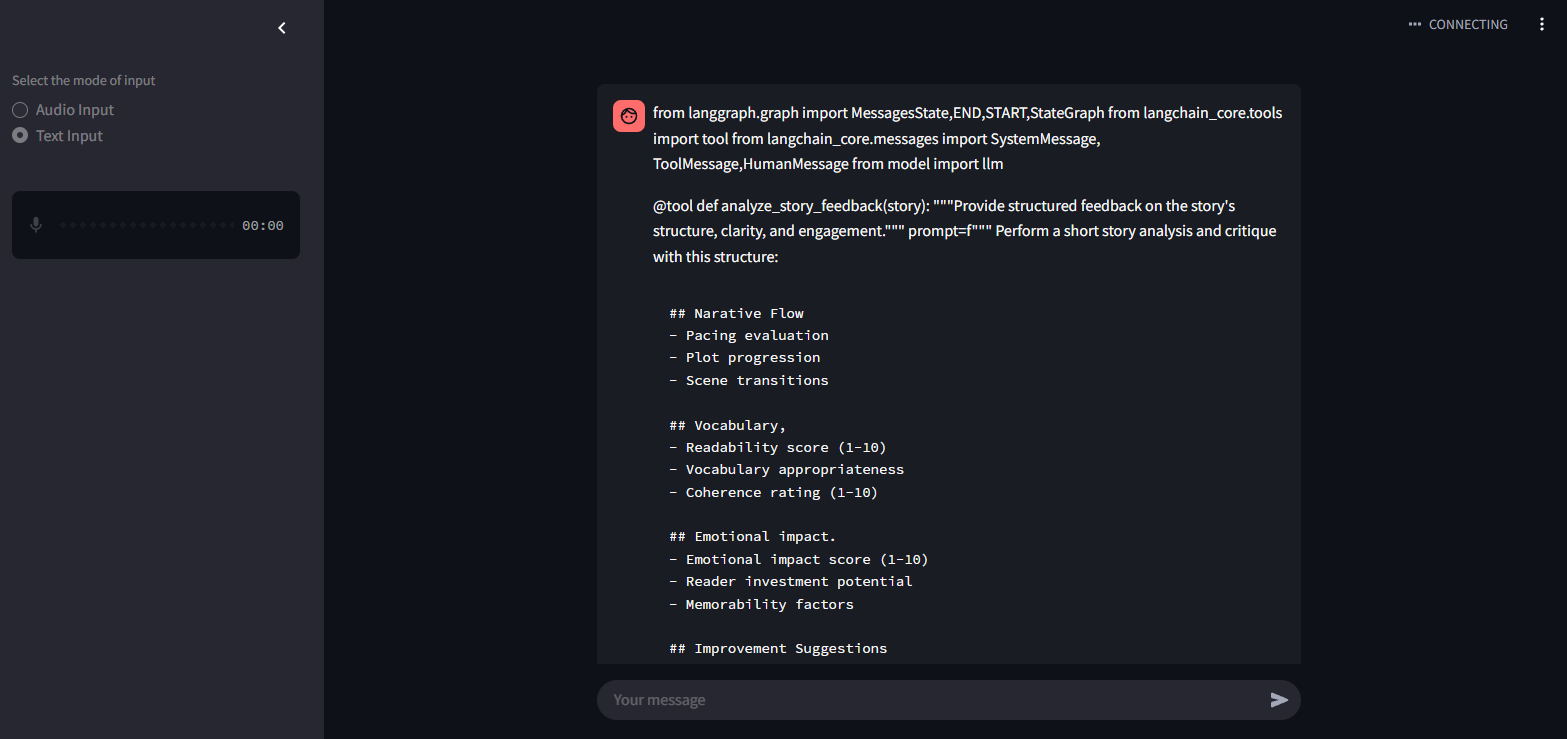 Select the mode of input
Audio Input
Text Input
00:00
CONNECTING
from langgraph.graph import MessagesState,END,START,StateGraph from langchain_core.tools
import tool from langchain_core.messages import SystemMessage,
ToolMessage,HumanMessage from model import llm
@tool def analyze_story_feedback(story): """Provide structured feedback on the story's
structure, clarity, and engagement.""" prompt=f""" Perform a short story analysis and critique
with this structure:
## Narative Flow
- Pacing evaluation
- Plot progression
- Scene transitions
## Vocabulary,
- Readability score (1-10)
- Vocabulary appropriateness
- Coherence rating (1-10)
## Emotional impact.
- Emotional impact score (1-10)
- Reader investment potential
- Memorability factors
## Improvement Suggestions
Your message